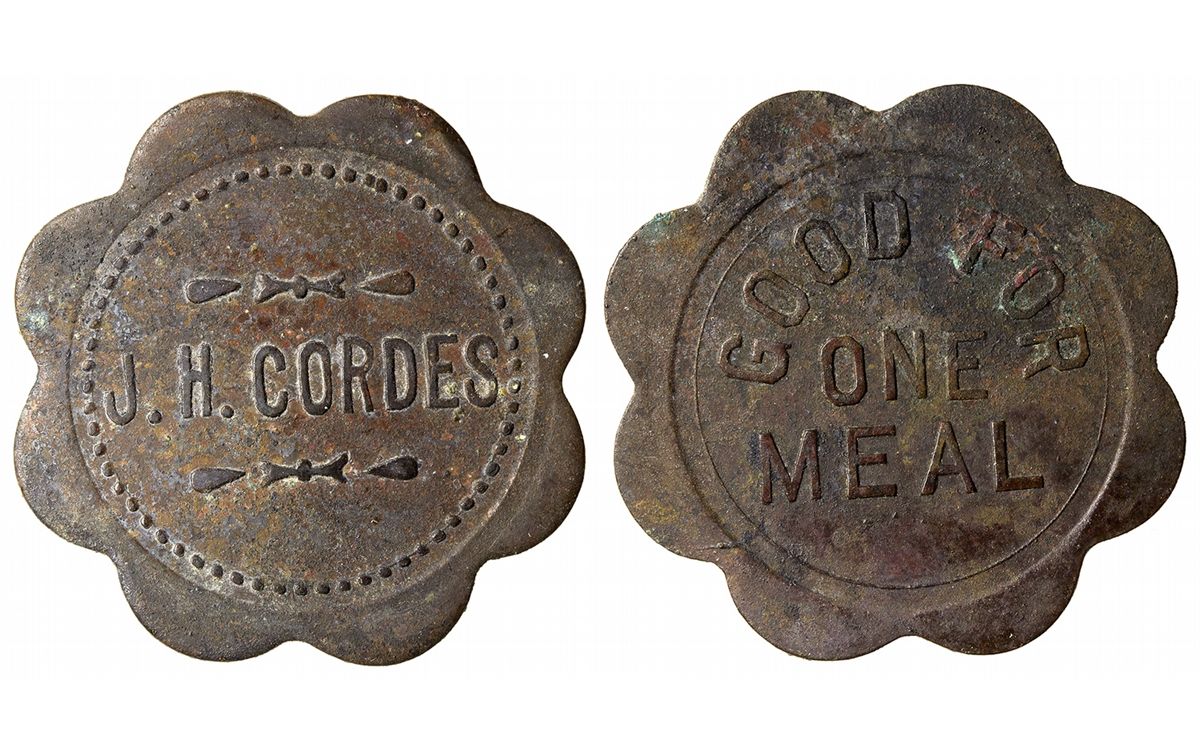 J. H. CORDES
GOOD FOR
ONE
MEAL